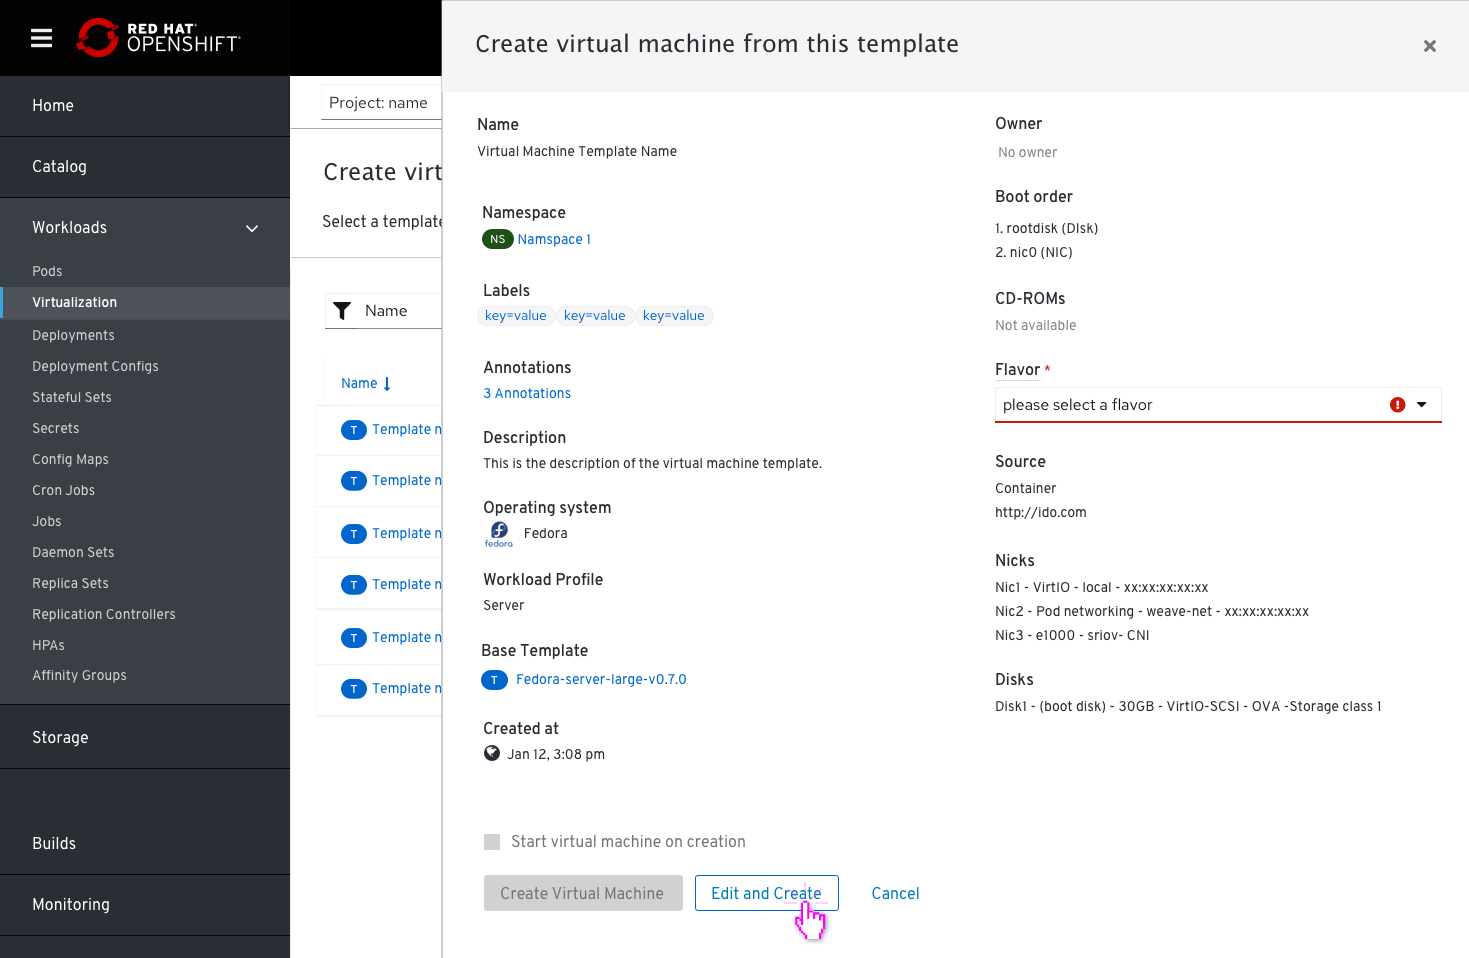 RED HAT
OPENSHIFT
Home
Catalog
Workloads
Pods
Virtualization
Deployments
Deployment Configs
Stateful Sets
Secrets
Config Maps
Cron Jobs
Jobs
Daemon Sets
Replica Sets
Replication Controllers
HPAs
Affinity Groups
Storage
Builds
Monitoring
Project: name
Create virt
Select a template
Name
Name
T Template n
T Template n
T Template n
T Template n
T Template n
T Template n
Create virtual machine from this template
Name
Virtual Machine Template Name
Namespace
NS Namspace 1
Labels
key=value key=value key=value
Annotations
3 Annotations
Description
This is the description of the virtual machine template.
Operating system
fedora Fedora
Workload Profile
Server
Base Template
T Fedora-server-large-v0.7.0
Created at
Jan 12, 3:08 pm
Owner
No owner
Boot order
1. rootdisk (DIsk)
2. nic0 (NIC)
CD-ROMs
Not available
Flavor *
please select a flavor
Source
Container
http://ido.com
Nicks
Nic1 - VirtIO - local - xx:xx:xx:xx:xx
Nic2 - Pod networking - weave-net - xx:xx:xx:xx:xx
Nic3 - e1000 - sriov- CNI
Disks
Disk1 - (boot disk) - 30GB - VirtIO-SCSI - OVA -Storage class 1
Start virtual machine on creation
Create Virtual Machine
Edit and Create
Cancel